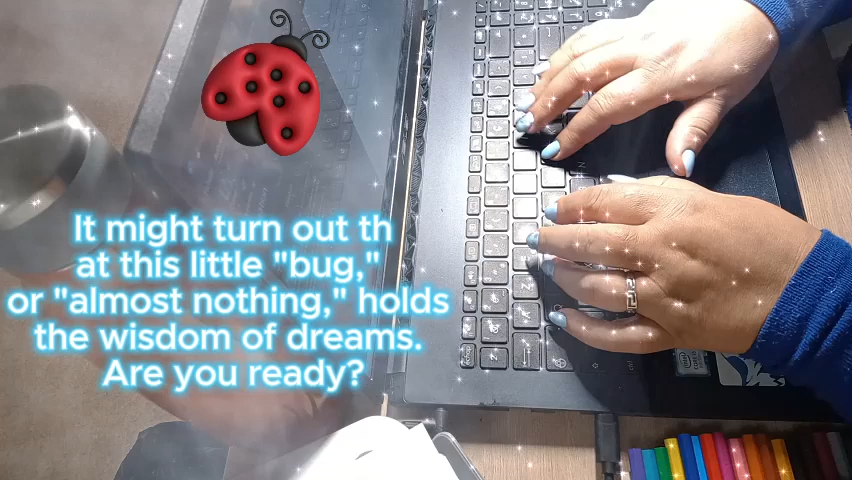 It might turn out th
at this little "bug,"
or "almost nothing," holds
the wisdom of dreams.
Are you ready?